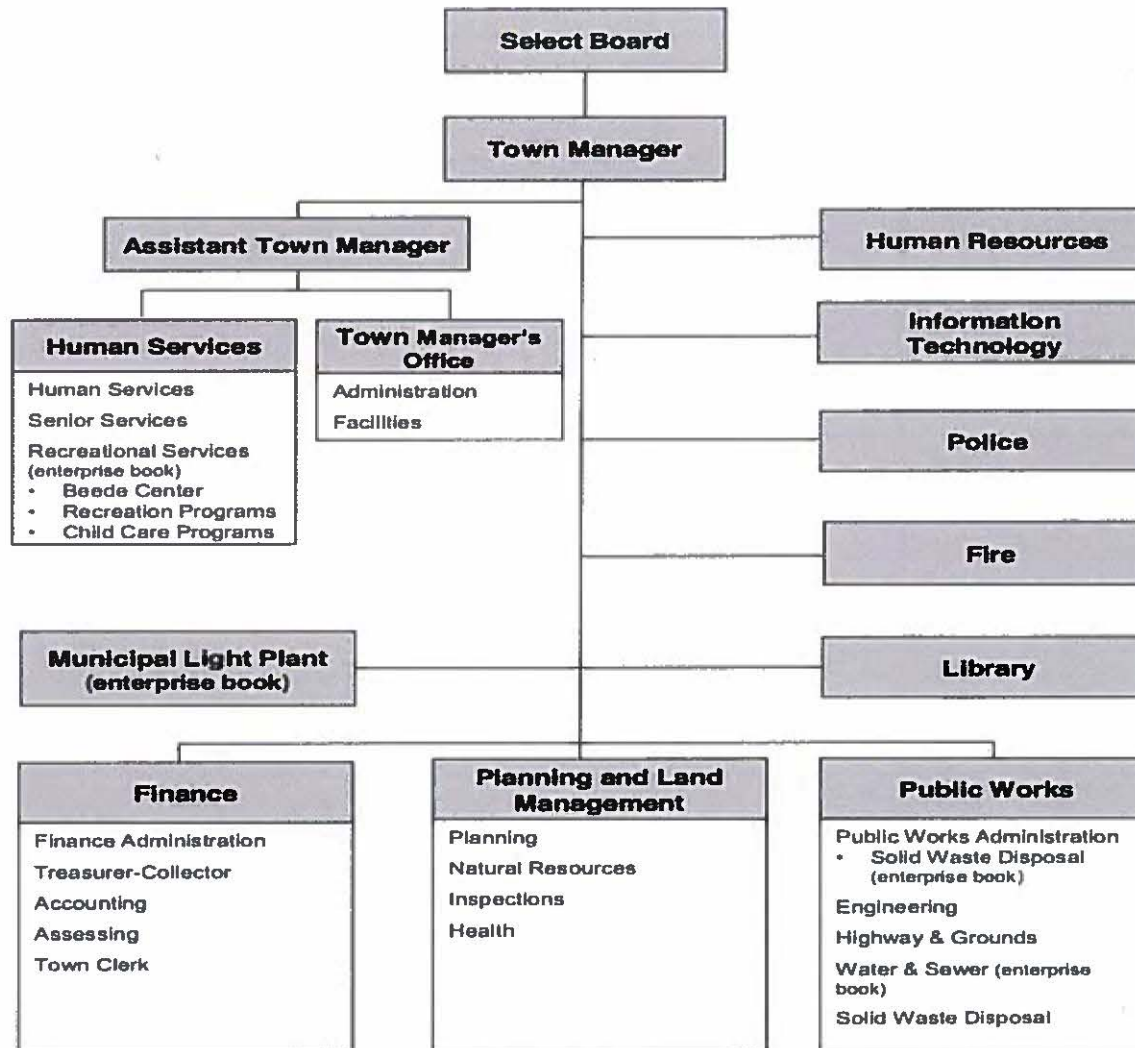 Select Board
Town Manager
Assistant Town Manager
Human Resources
Information
Technology
Human Services
Human Services
Senior Services
Recreational Services
(enterprise book)
• Beede Center
• Recreation Programs
• Child Care Programs
Town Manager's
Office
Administration
Facilities
Police
Fire
Municipal Light Plant
(enterprise book)
Library
Finance
Finance Administration
Treasurer-Collector
Accounting
Assessing
Town Clerk
Planning and Land
Management
Planning
Natural Resources
Inspections
Health
Public Works
Public Works Administration
• Solid Waste Disposal
(enterprise book)
Engineering
Highway & Grounds
Water & Sewer (enterprise
book)
Solid Waste Disposal